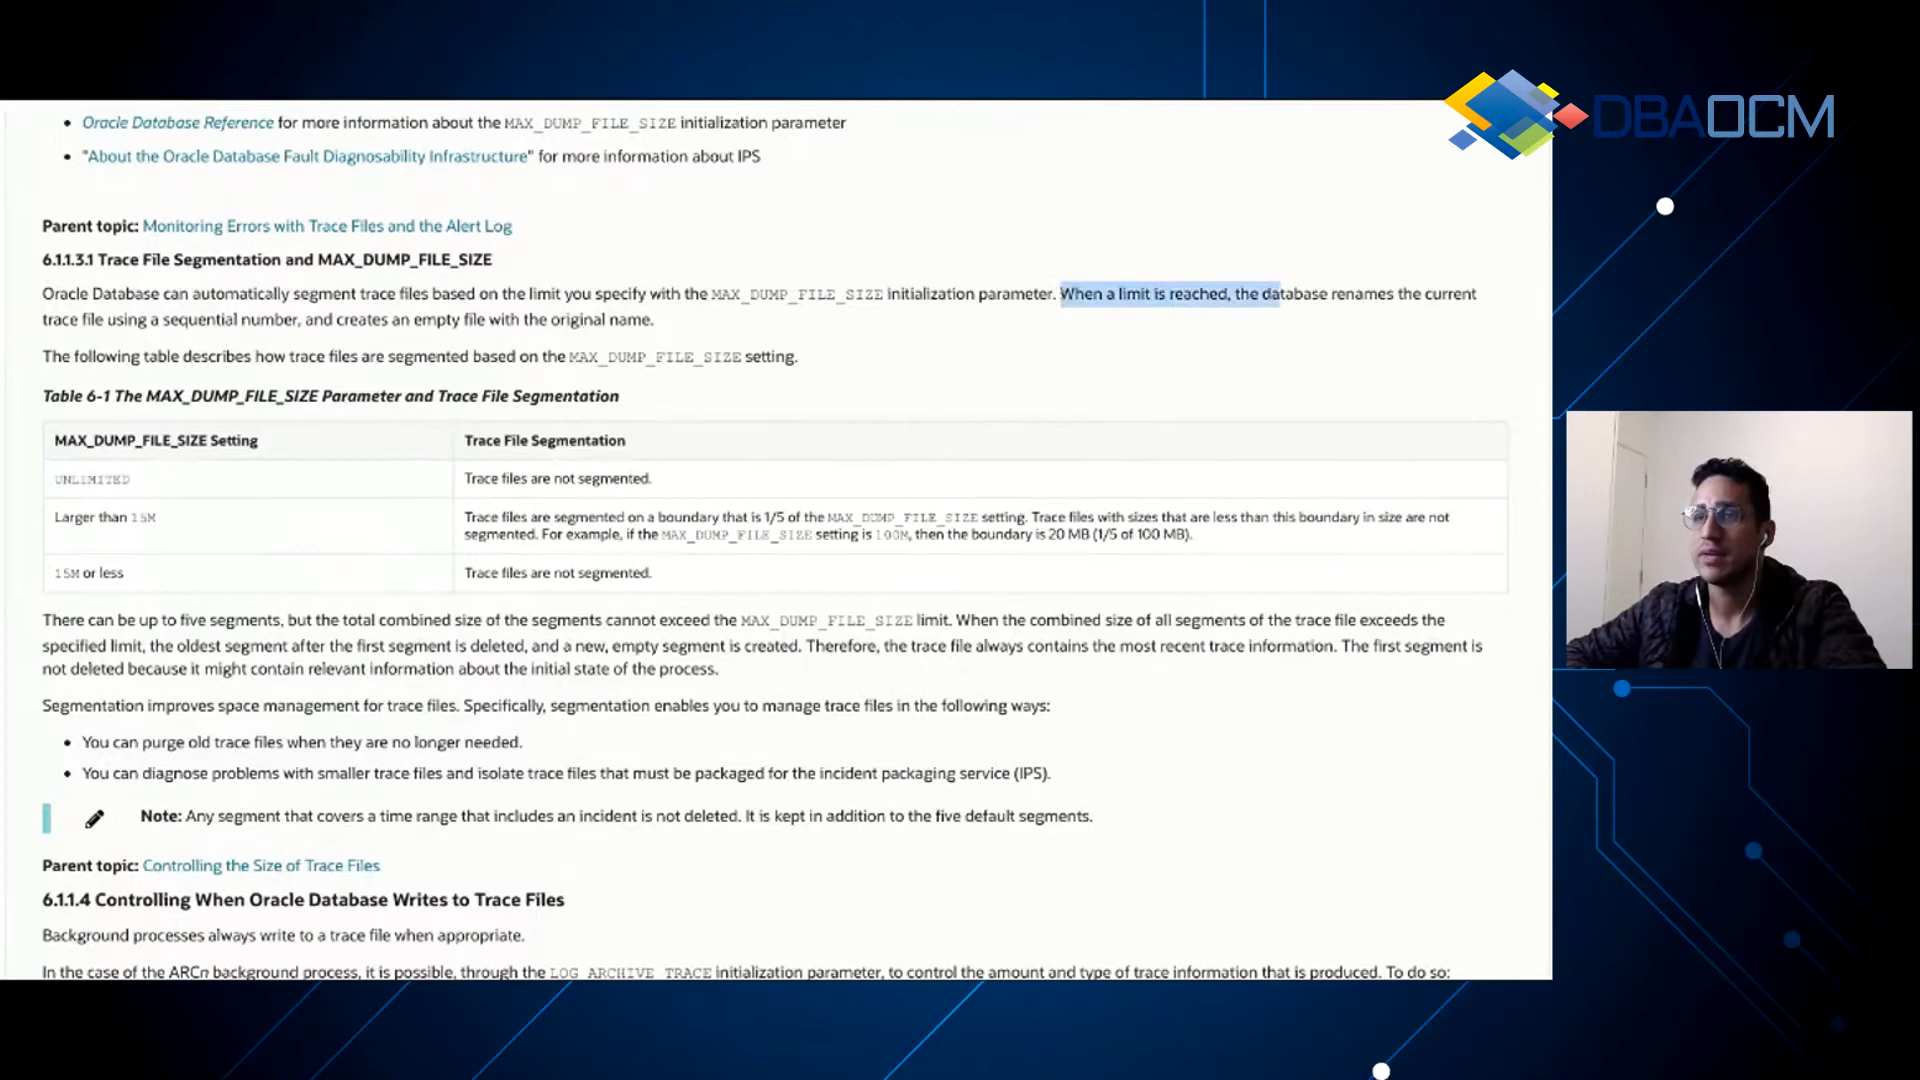 DBAOCM
• Oracle Database Reference for more information about the MAX_DUMP_FILE_SIZE initialization parameter
• "About the Oracle Database Fault Diagnosability Infrastructure" for more information about IPS
Parent topic: Monitoring Errors with Trace Files and the Alert Log
6.1.1.3.1 Trace File Segmentation and MAX_DUMP_FILE_SIZE
Oracle Database can automatically segment trace files based on the limit you specify with the MAX_DUMP_FILE_SIZE initialization parameter. When a limit is reached, the database renames the current
trace file using a sequential number, and creates an empty file with the original name.
The following table describes how trace files are segmented based on the MAX_DUMP_FILE_SIZE setting.
Table 6-1 The MAX_DUMP_FILE_SIZE Parameter and Trace File Segmentation
MAX_DUMP_FILE_SIZE Setting Trace File Segmentation
UNLIMITED Trace files are not segmented.
Larger than 15M Trace files are segmented on a boundary that is 1/5 of the MAX_DUMP_FILE_SIZE setting. Trace files with sizes that are less than this boundary in size are not
segmented. For example, if the MAX_DUMP_FILE_SIZE setting is 100M, then the boundary is 20 MB (1/5 of 100 MB).
15M or less Trace files are not segmented.
There can be up to five segments, but the total combined size of the segments cannot exceed the MAX_DUMP_FILE_SIZE limit. When the combined size of all segments of the trace file exceeds the
specified limit, the oldest segment after the first segment is deleted, and a new, empty segment is created. Therefore, the trace file always contains the most recent trace information. The first segment is
not deleted because it might contain relevant information about the initial state of the process.
Segmentation improves space management for trace files. Specifically, segmentation enables you to manage trace files in the following ways:
• You can purge old trace files when they are no longer needed.
• You can diagnose problems with smaller trace files and isolate trace files that must be packaged for the incident packaging service (IPS).
Note: Any segment that covers a time range that includes an incident is not deleted. It is kept in addition to the five default segments.
Parent topic: Controlling the Size of Trace Files
6.1.1.4 Controlling When Oracle Database Writes to Trace Files
Background processes always write to a trace file when appropriate.
In the case of the ARCn background process, it is possible, through the LOG_ARCHIVE_TRACE initialization parameter, to control the amount and type of trace information that is produced. To do so: